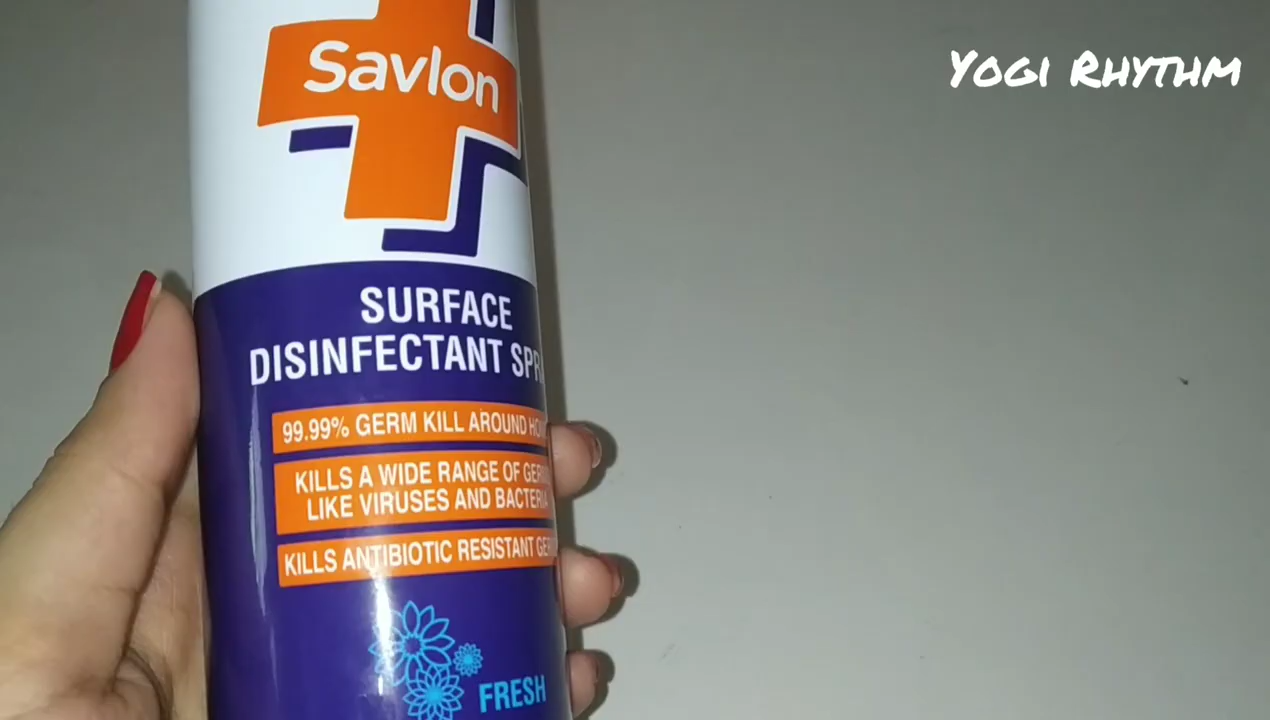 Savlon
YOGI RHYTHM
SURFACE
DISINFECTANT
99.99% GERM KILL AROUND
KILLS A WIDE RANGE OF
LIKE VIRUSES AND BACTERIA
KILLS ANTIBIOTIC RESISTANT
FRESH